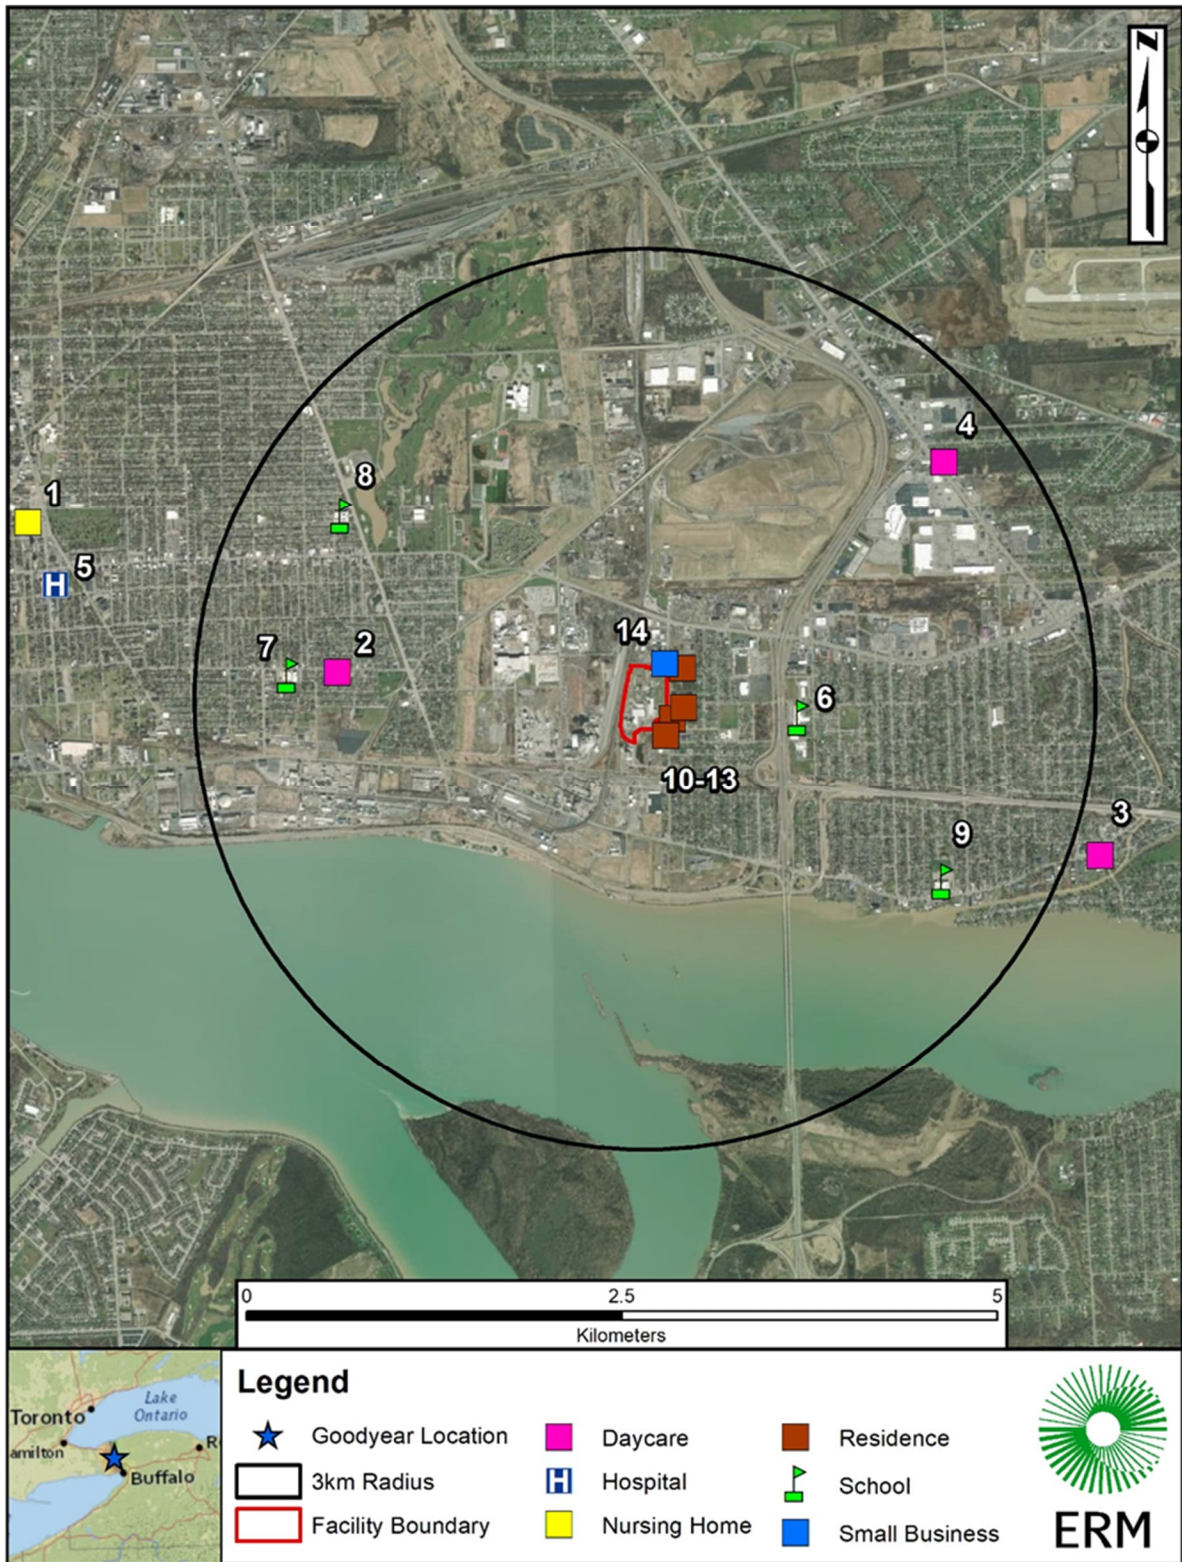 N
4
8
1
5
14
7
2
6
10-13
3
9
0
2.5
5
Kilometers
Legend
Lake
Ontario
Toronto
amilton
R
Buffalo
Goodyear Location
3km Radius
Facility Boundary
Daycare
H Hospital
Nursing Home
Residence
School
Small Business
ERM